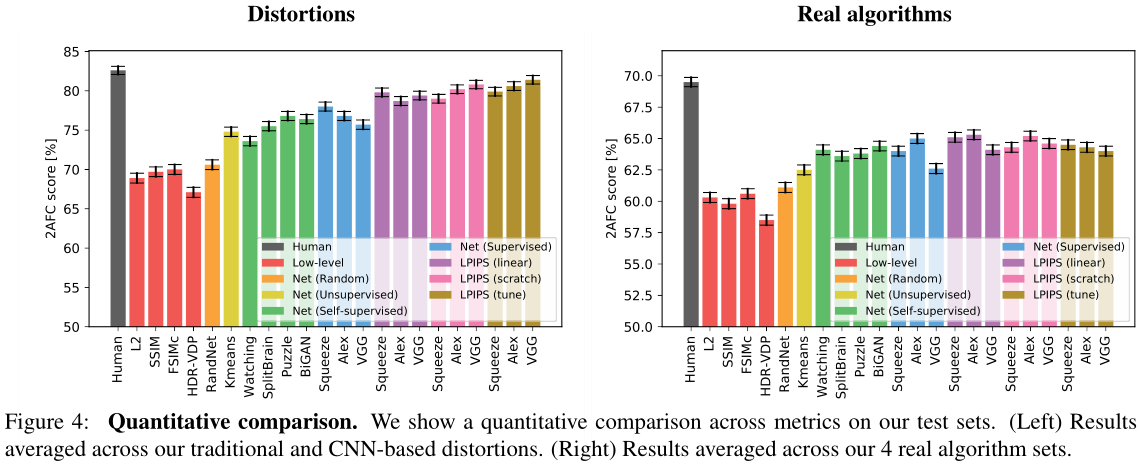 Distortions
85
80
75
70
65
60
55
50
2AFC score [%]
Human
Low-level
Net (Random)
Net (Unsupervised)
Net (Self-supervised)
Net (Supervised)
LPIPS (linear)
LPIPS (scratch)
LPIPS (tune)
Human
L2
SSIM
FSIMc
HDR-VDP
RandNet
Kmeans
Watching
SplitBrain
Puzzle
BiGAN
Squeeze
Alex
VGG
Squeeze
Alex
VGG
Squeeze
Alex
VGG
Squeeze
Alex
VGG
Real algorithms
70.0
67.5
65.0
62.5
60.0
57.5
55.0
52.5
50.0
2AFC score [%]
Human
Low-level
Net (Random)
Net (Unsupervised)
Net (Self-supervised)
Net (Supervised)
LPIPS (linear)
LPIPS (scratch)
LPIPS (tune)
Human
L2
SSIM
FSIMc
HDR-VDP
RandNet
Kmeans
Watching
SplitBrain
Puzzle
BiGAN
Squeeze
Alex
VGG
Squeeze
Alex
VGG
Squeeze
Alex
VGG
Squeeze
Alex
VGG
Figure 4: Quantitative comparison. We show a quantitative comparison across metrics on our test sets. (Left) Results
averaged across our traditional and CNN-based distortions. (Right) Results averaged across our 4 real algorithm sets.